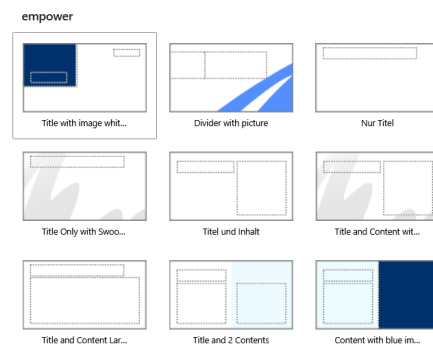 empower
Title with image whit...
Divider with picture
Nur Titel
Title Only with Swoo...
Titel und Inhalt
Title and Content wit...
Title and Content Lar...
Title and 2 Contents
Content with blue im...